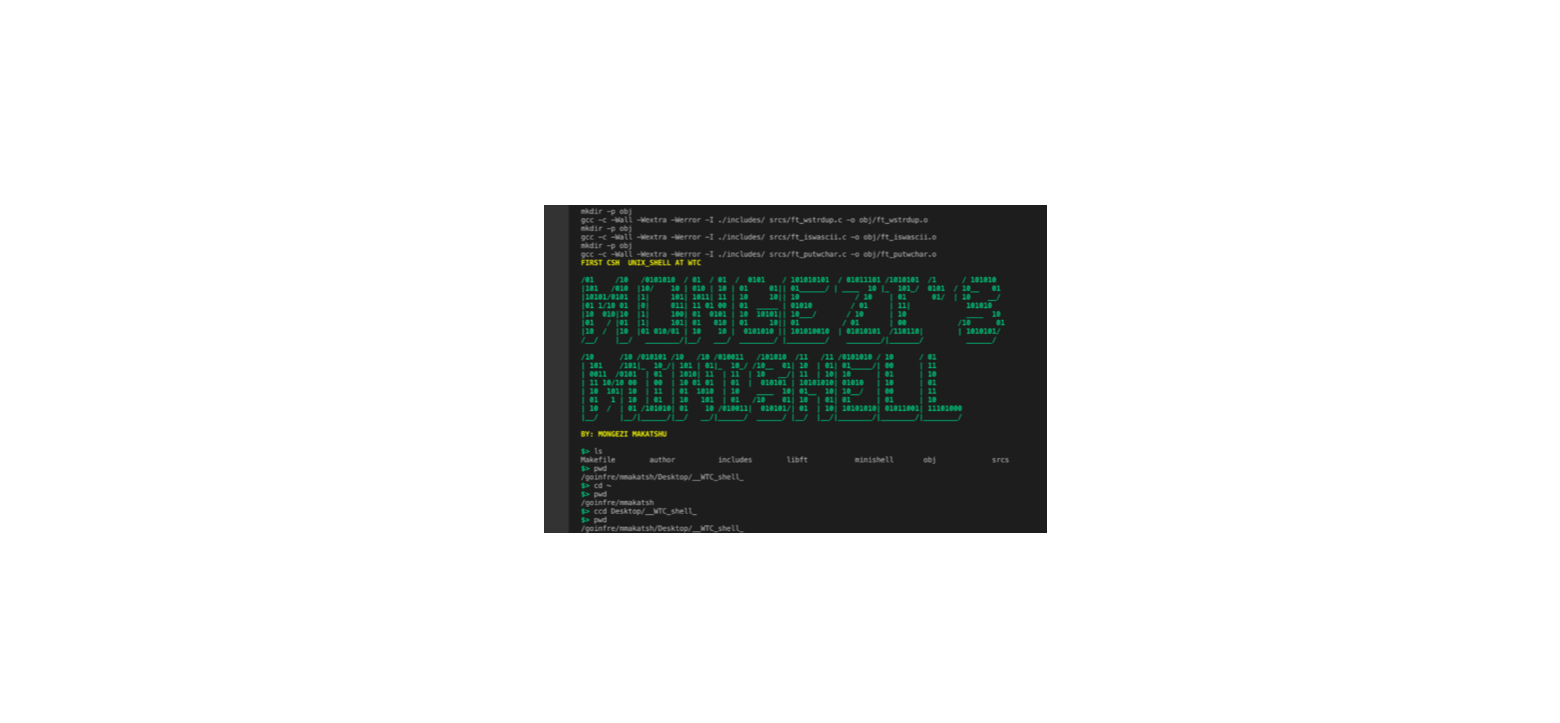 mkdir -p obj
gcc -c -Wall -Wextra -Werror -I ./includes/ srcs/ft_wstrdup.c -o obj/ft_wstrdup.o
mkdir -p obj
gcc -c -Wall -Wextra -Werror -I ./includes/ srcs/ft_iswascii.c -o obj/ft_iswascii.o
mkdir -p obj
gcc -c -Wall -Wextra -Werror -I ./includes/ srcs/ft_putwchar.c -o obj/ft_putwchar.o
FIRST CSH UNIX_SHELL AT WTC
MONGEZI'S
MINISHELL
BY: MONGEZI MAKATSHU
$> ls
Makefile author includes libft minishell obj srcs
$> pwd
/goinfre/mmakatsh/Desktop/__WTC_shell_
$> cd ~
$> pwd
/goinfre/mmakatsh
$> ccd Desktop/__WTC_shell_
$> pwd
/goinfre/mmakatsh/Desktop/__WTC_shell_